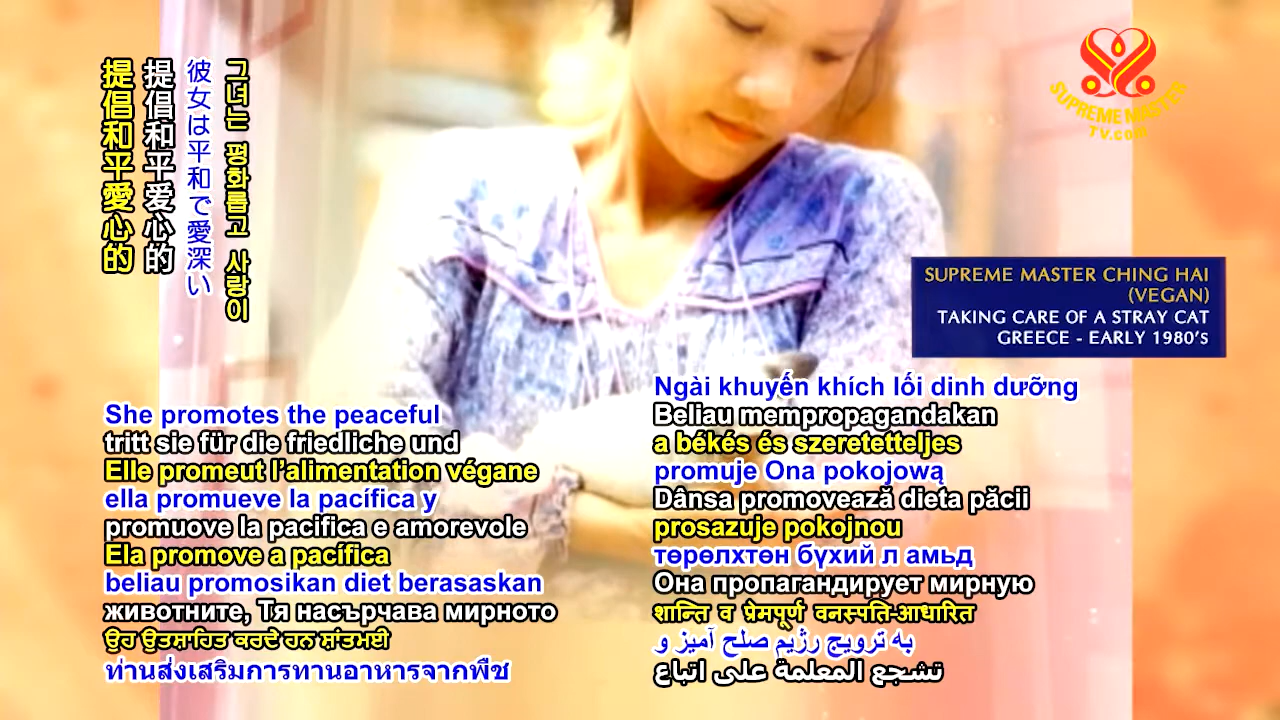 提倡和平愛心的
提倡和平爱心的
彼女は平和で愛深い
그녀는 평화롭고 사랑이
SUPREME MASTER
TV.COM
SUPREME MASTER CHING HAI
(VEGAN)
TAKING CARE OF A STRAY CAT
GREECE - EARLY 1980's
She promotes the peaceful
tritt sie für die friedliche und
Elle promeut l'alimentation végane
ella promueve la pacífica y
promuove la pacifica e amorevole
Ela promove a pacífica
beliau promosikan diet berasaskan
животните, Тя насърчава мирното
ਉਹ ਉਤਸ਼ਾਹਿਤ ਕਰਦੇ ਹਨ ਸ਼ਾਂਤਮਈ
ท่านส่งเสริมการทานอาหารจากพืช
Ngài khuyến khích lối dinh dưỡng
Beliau mempropagandakan
a békés és szeretetteljes
promuje Ona pokojową
Dânsa promovează dieta păcii
prosazuje pokojnou
төрөлхтөн бүхий л амьд
Она пропагандирует мирную
शान्ति व प्रेमपूर्ण वनस्पति-आधारित
به ترویج رژیم صلح آمیز و
تشجع المعلمة على اتباع